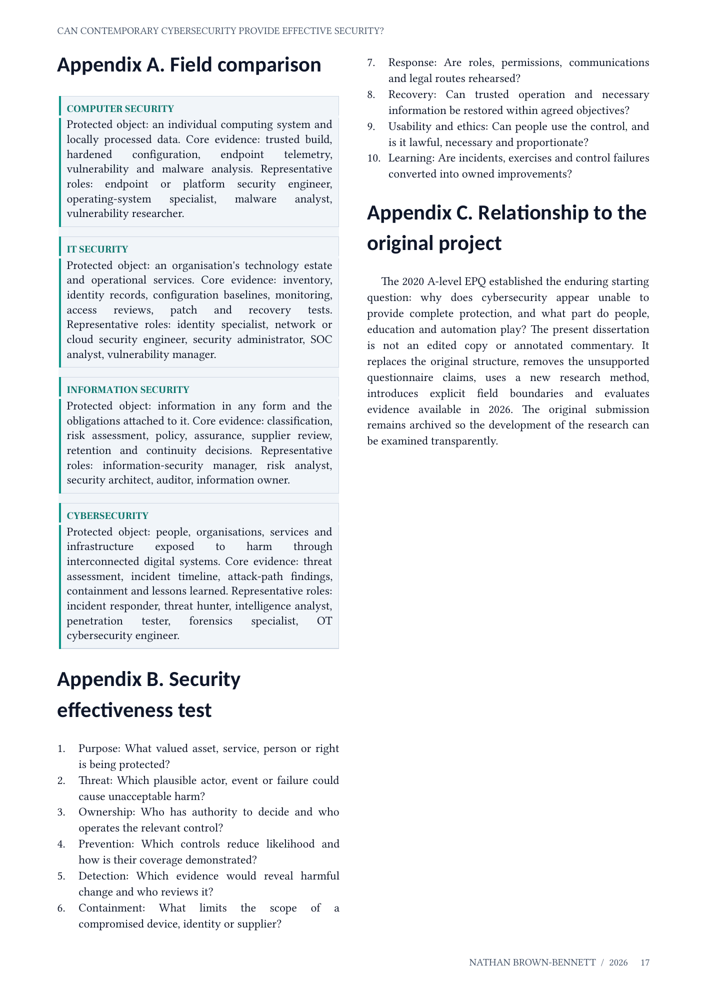 CAN CONTEMPORARY CYBERSECURITY PROVIDE EFFECTIVE SECURITY?
Appendix A. Field comparison
COMPUTER SECURITY
Protected object: an individual computing system and
locally processed data. Core evidence: trusted build,
hardened configuration, endpoint telemetry,
vulnerability and malware analysis. Representative
roles: endpoint or platform security engineer,
operating-system specialist, malware analyst,
vulnerability researcher.
IT SECURITY
Protected object: an organisation's technology estate
and operational services. Core evidence: inventory,
identity records, configuration baselines, monitoring,
access reviews, patch and recovery tests.
Representative roles: identity specialist, network or
cloud security engineer, security administrator, SOC
analyst, vulnerability manager.
INFORMATION SECURITY
Protected object: information in any form and the
obligations attached to it. Core evidence: classification,
risk assessment, policy, assurance, supplier review,
retention and continuity decisions. Representative
roles: information-security manager, risk analyst,
security architect, auditor, information owner.
CYBERSECURITY
Protected object: people, organisations, services and
infrastructure exposed to harm through
interconnected digital systems. Core evidence: threat
assessment, incident timeline, attack-path findings,
containment and lessons learned. Representative roles:
incident responder, threat hunter, intelligence analyst,
penetration tester, forensics specialist, OT
cybersecurity engineer.
Appendix B. Security
effectiveness test
1. Purpose: What valued asset, service, person or right
is being protected?
2. Threat: Which plausible actor, event or failure could
cause unacceptable harm?
3. Ownership: Who has authority to decide and who
operates the relevant control?
4. Prevention: Which controls reduce likelihood and
how is their coverage demonstrated?
5. Detection: Which evidence would reveal harmful
change and who reviews it?
6. Containment: What limits the scope of a
compromised device, identity or supplier?
7. Response: Are roles, permissions, communications
and legal routes rehearsed?
8. Recovery: Can trusted operation and necessary
information be restored within agreed objectives?
9. Usability and ethics: Can people use the control, and
is it lawful, necessary and proportionate?
10. Learning: Are incidents, exercises and control failures
converted into owned improvements?
Appendix C. Relationship to the
original project
The 2020 A-level EPQ established the enduring starting
question: why does cybersecurity appear unable to
provide complete protection, and what part do people,
education and automation play? The present dissertation
is not an edited copy or annotated commentary. It
replaces the original structure, removes the unsupported
questionnaire claims, uses a new research method,
introduces explicit field boundaries and evaluates
evidence available in 2026. The original submission
remains archived so the development of the research can
be examined transparently.
NATHAN BROWN-BENNETT / 2026 17